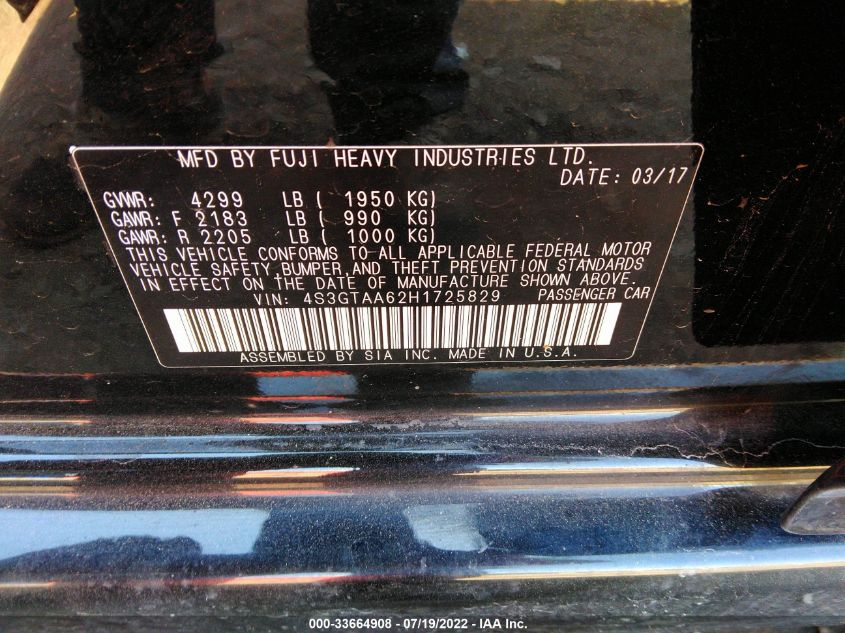 MFD BY FUJI HEAVY INDUSTRIES LTD.
DATE: 03/17
GVWR: 4299 LB ( 1950 KG)
GAWR: F 2183 LB ( 990 KG)
GAWR: R 2205 LB ( 1000 KG)
THIS VEHICLE CONFORMS TO ALL APPLICABLE FEDERAL MOTOR
VEHICLE SAFETY,BUMPER,AND THEFT PREVENTION STANDARDS
IN EFFECT ON THE DATE OF MANUFACTURE SHOWN ABOVE.
VIN: 4S3GTAA62H1725829 PASSENGER CAR
ASSEMBLED BY SIA INC. MADE IN U.S.A.
000-33664908 - 07/19/2022 - IAA Inc.